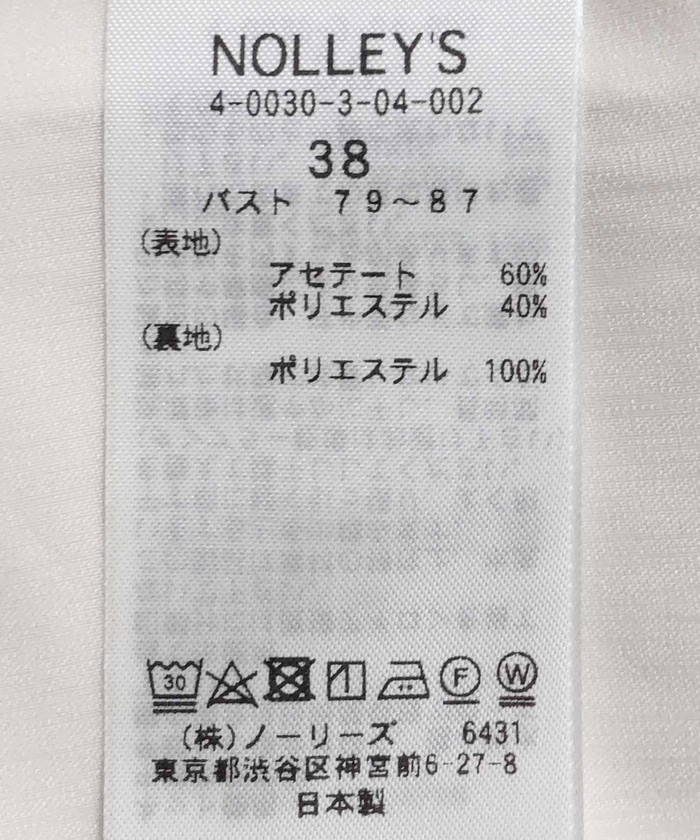 NOLLEY'S
4-0030-3-04-002
38
バスト 79～87
(表地)
アセテート 60%
ポリエステル 40%
(裏地)
ポリエステル 100%
30 F W
(株)ノーリーズ 6431
東京都渋谷区神宮前6-27-8
日本製